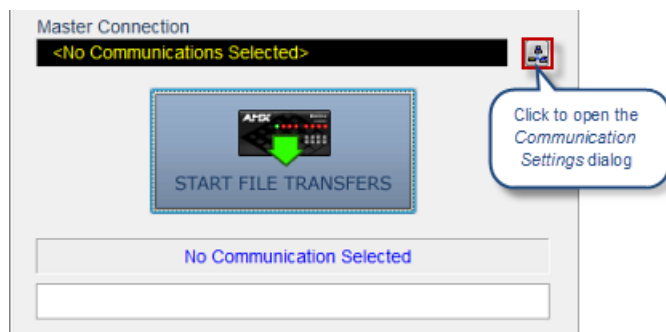 Master Connection
<No Communications Selected>
Click to open the
Communication
Settings dialog
AMX
START FILE TRANSFERS
No Communication Selected